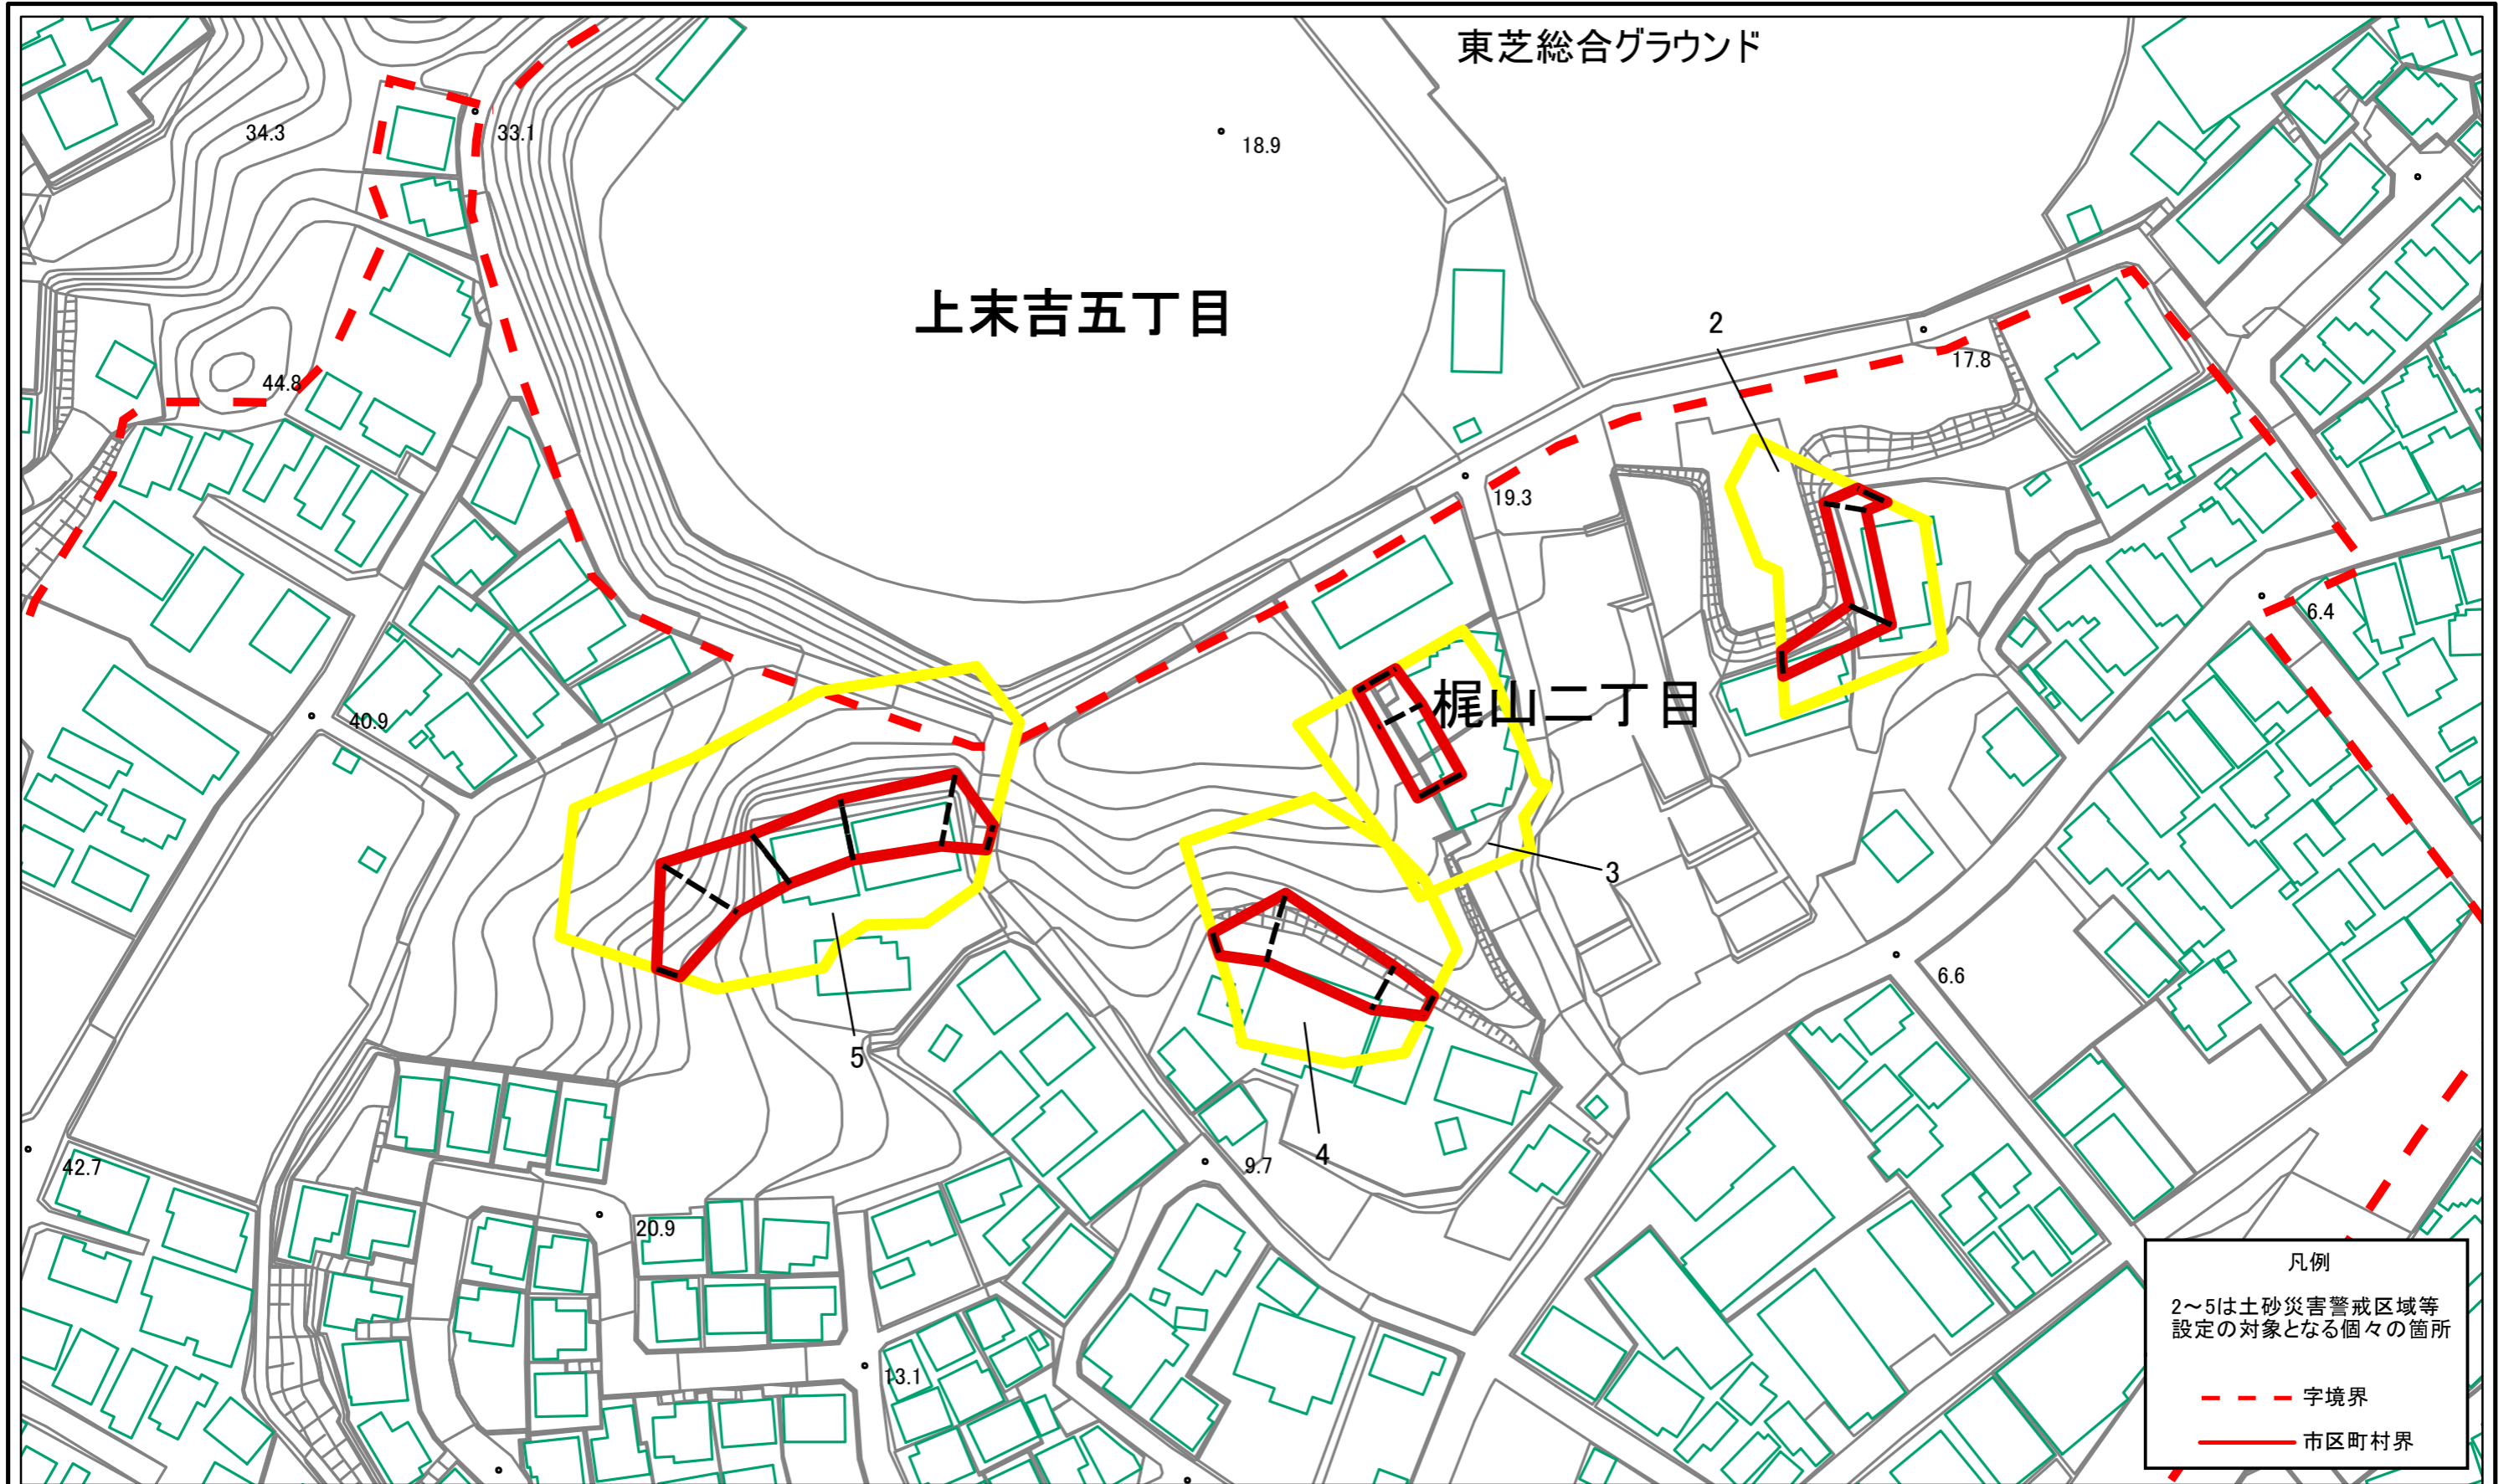 東芝総合グラウンド
34.3
33.1
18.9
上末吉五丁目
2
17.8
44.8
19.3
6.4
梶山二丁目
40.9
3
6.6
5
4
42.7
9.7
20.9
13.1
凡例
2～5は土砂災害警戒区域等
設定の対象となる個々の箇所
字境界
市区町村界